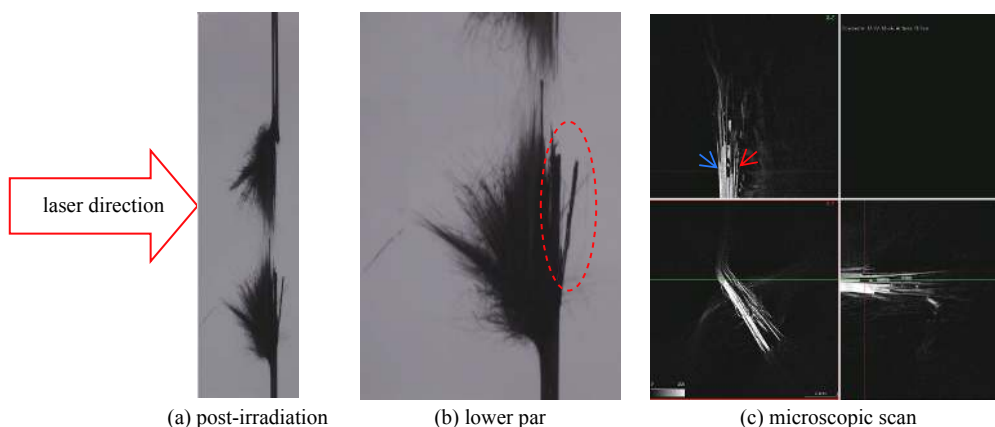 laser direction
(a) post-irradiation
(b) lower par
(c) microscopic scan